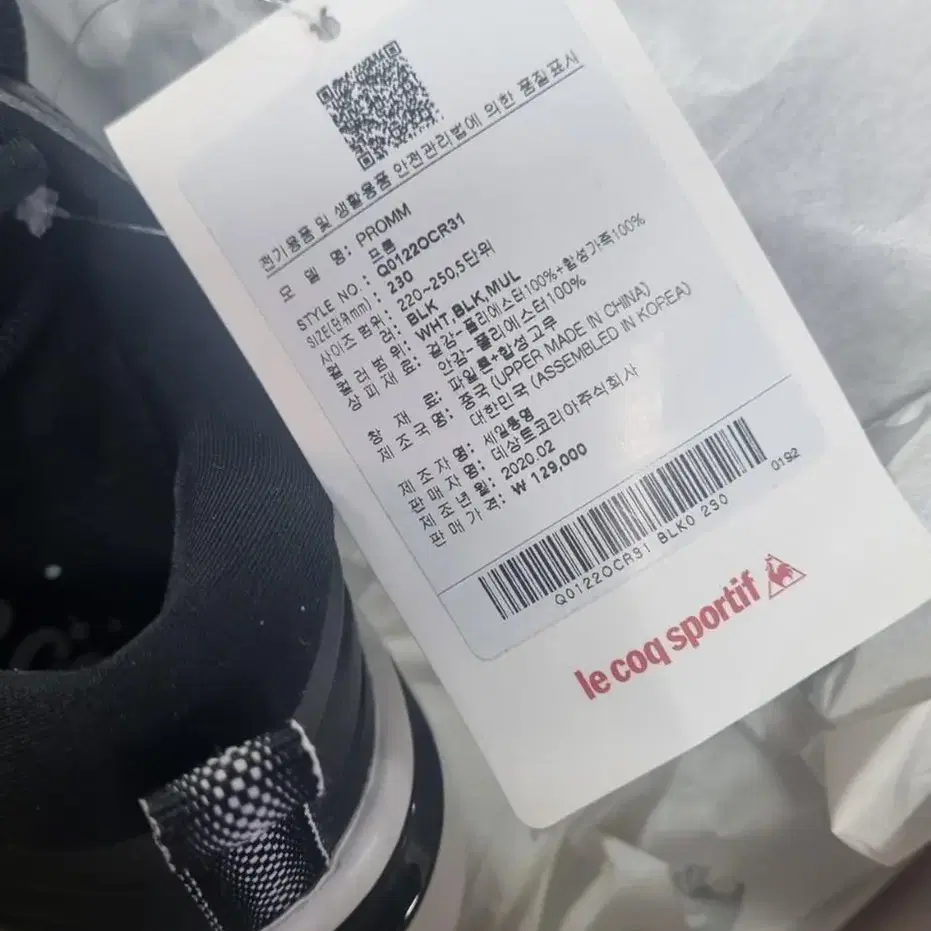 전기용품 및 생활용품 안전관리법에 의한 품질표시
모 델 명: PROMM
프롬
STYLE NO.: Q0122OCR31
SIZE(단위mm) : 230
사이즈 범위: 220~250,5단위
컬 러: BLK
컬 러 범위: WHT,BLK,MUL
상 피 재 료: 겉감-폴리에스터100%+합성가죽100%
안감-폴리에스터100%
창 재 료: 파일론+합성고무
제 조 국 명: 중국(UPPER MADE IN CHINA)
대한민국 (ASSEMBLED IN KOREA)
제 조 자 명: 세일통영
판 매 자 명: 데상트코리아주식회사
제 조 년 월: 2020.02
판 매 가 격: ₩ 129,000
0192
Q0122OCR31 BLK0 230
le coq sportif